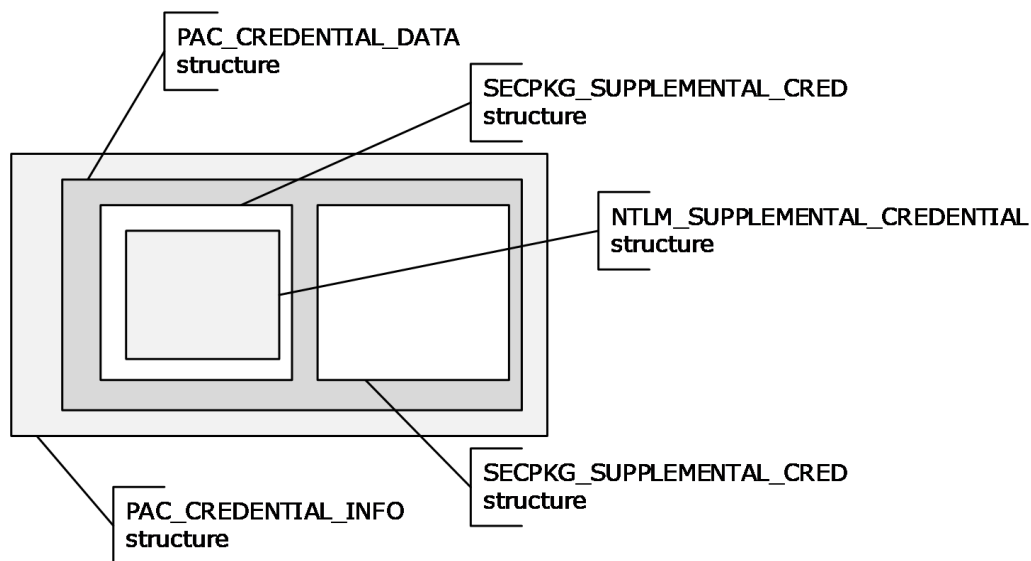 PAC_CREDENTIAL_DATA
structure
SECPKG_SUPPLEMENTAL_CRED
structure
NTLM_SUPPLEMENTAL_CREDENTIAL
structure
SECPKG_SUPPLEMENTAL_CRED
structure
PAC_CREDENTIAL_INFO
structure